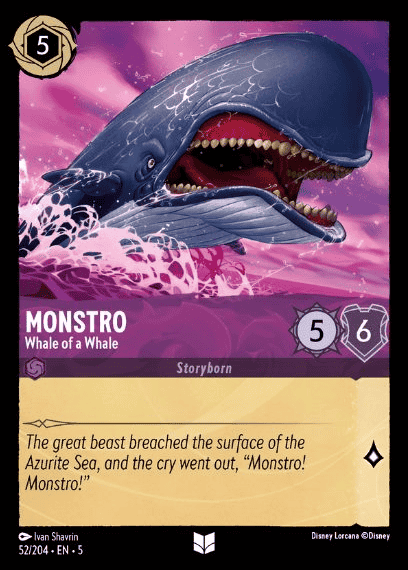 5
MONSTRO
Whale of a Whale
5 6
Storyborn
The great beast breached the surface of the
Azurite Sea, and the cry went out, “Monstro!
Monstro!”
Ivan Shavrin
52/204 • EN • 5
Disney Lorcana ©Disney